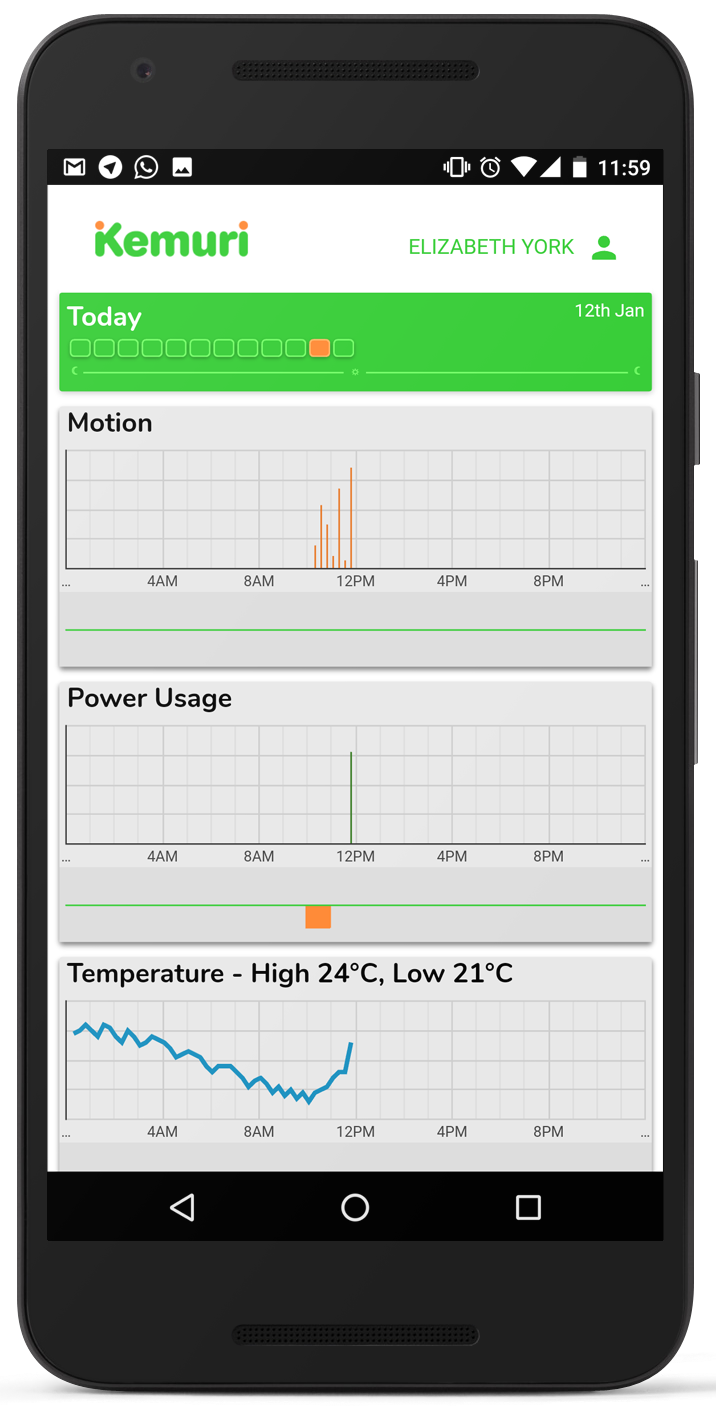 11:59
Kemuri
ELIZABETH YORK
Today
12th Jan
Motion
... 4AM 8AM 12PM 4PM 8PM ...
Power Usage
... 4AM 8AM 12PM 4PM 8PM ...
Temperature - High 24°C, Low 21°C
... 4AM 8AM 12PM 4PM 8PM ...